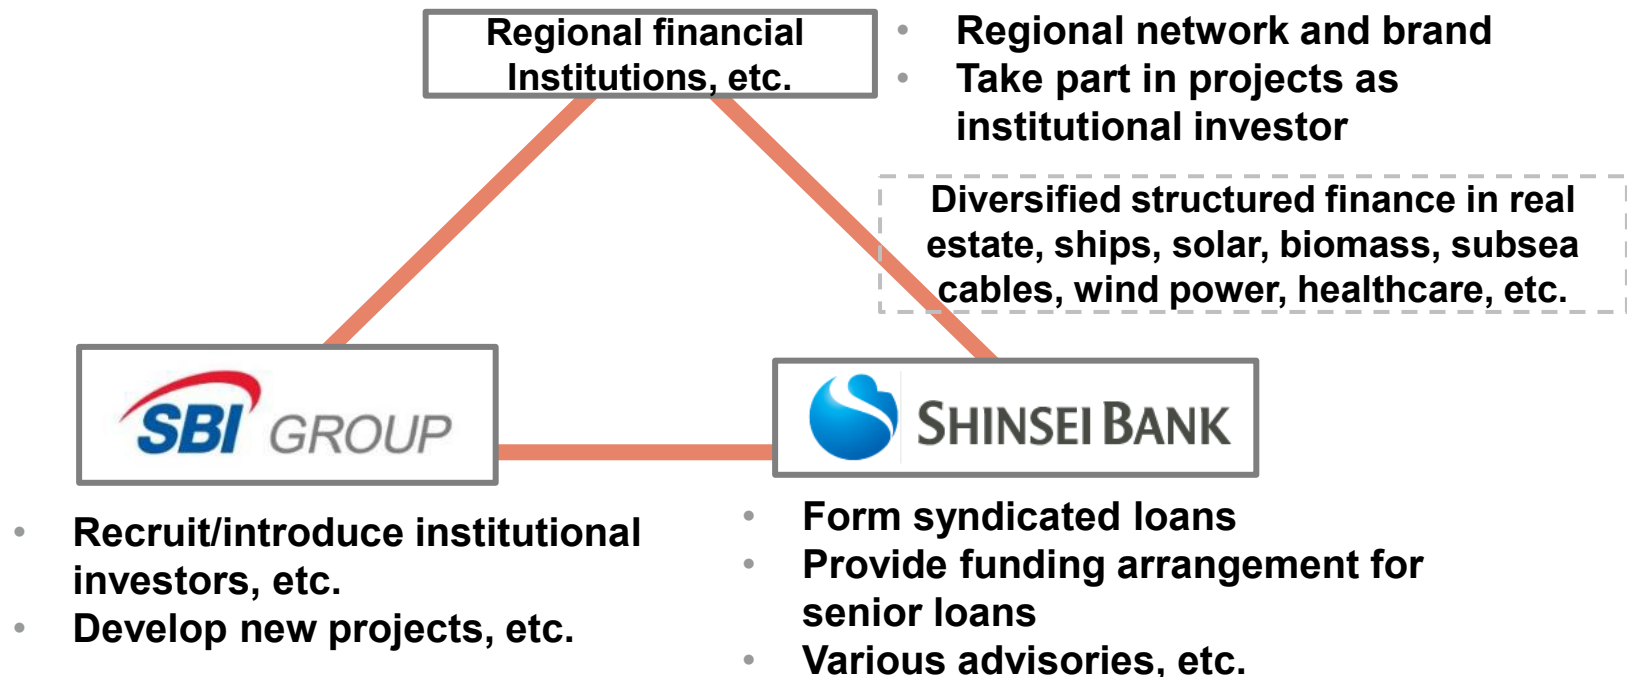 Regional financial
Institutions, etc.
• Regional network and brand
• Take part in projects as
institutional investor
Diversified structured finance in real
estate, ships, solar, biomass, subsea
cables, wind power, healthcare, etc.
SBI GROUP
SHINSEI BANK
• Recruit/introduce institutional
investors, etc.
• Develop new projects, etc.
• Form syndicated loans
• Provide funding arrangement for
senior loans
• Various advisories, etc.